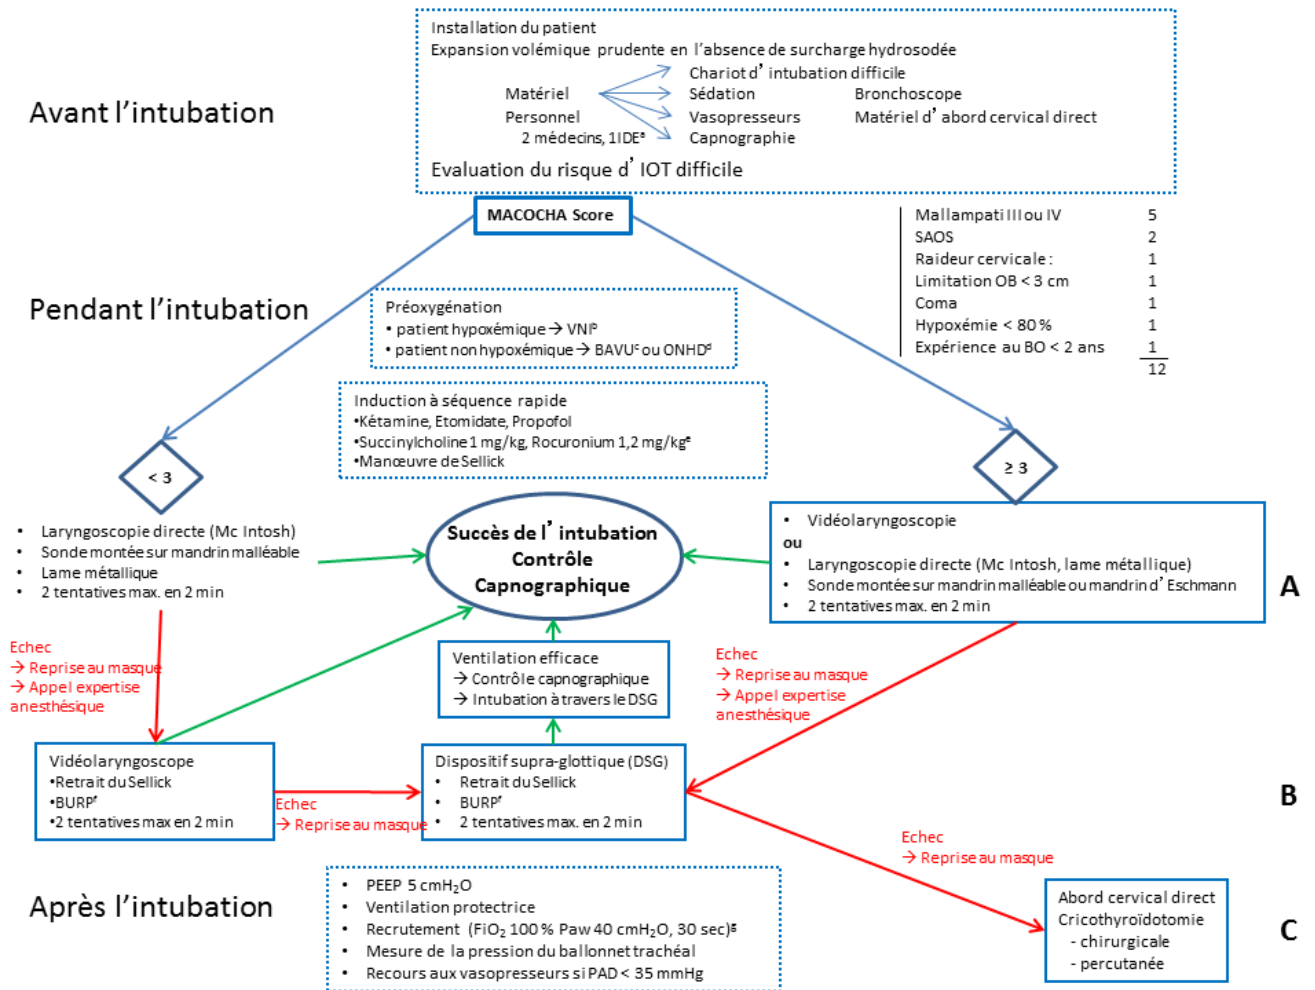 Avant l'intubation
Installation du patient
Expansion volémique prudente en l'absence de surcharge hydrosodée
Chariot d' intubation difficile
Matériel
Sédation
Bronchoscope
Personnel
Vasopresseurs
Matériel d' abord cervical direct
2 médecins, 1IDEᵃ
Capnographie
Evaluation du risque d' IOT difficile
MACOCHA Score
Mallampati III ou IV 5
SAOS 2
Raideur cervicale : 1
Limitation OB < 3 cm 1
Coma 1
Hypoxémie < 80 % 1
Expérience au BO < 2 ans 1
12
Pendant l'intubation
Préoxygénation
• patient hypoxémique → VNIᵇ
• patient non hypoxémique → BAVUᶜ ou ONHDᵈ
Induction à séquence rapide
•Kétamine, Etomidate, Propofol
•Succinylcholine 1 mg/kg, Rocuronium 1,2 mg/kgᵉ
•Manœuvre de Sellick
< 3
≥ 3
• Laryngoscopie directe (Mc Intosh)
• Sonde montée sur mandrin malléable
• Lame métallique
• 2 tentatives max. en 2 min
Succès de l' intubation
Contrôle
Capnographique
• Vidéolaryngoscopie
ou
• Laryngoscopie directe (Mc Intosh, lame métallique)
• Sonde montée sur mandrin malléable ou mandrin d' Eschmann
• 2 tentatives max. en 2 min
A
Echec
→ Reprise au masque
→ Appel expertise
anesthésique
Ventilation efficace
→ Contrôle capnographique
→ Intubation à travers le DSG
Echec
→ Reprise au masque
→ Appel expertise
anesthésique
Vidéolaryngoscope
•Retrait du Sellick
•BURPᶠ
•2 tentatives max en 2 min
Echec
→ Reprise au masque
Dispositif supra-glottique (DSG)
• Retrait du Sellick
• BURPᶠ
• 2 tentatives max. en 2 min
B
Echec
→ Reprise au masque
Après l'intubation
• PEEP 5 cmH₂O
• Ventilation protectrice
• Recrutement (FiO₂ 100 % Paw 40 cmH₂O, 30 sec)ᵍ
• Mesure de la pression du ballonnet trachéal
• Recours aux vasopresseurs si PAD < 35 mmHg
Abord cervical direct
Cricothyroïdotomie
- chirurgicale
- percutanée
C